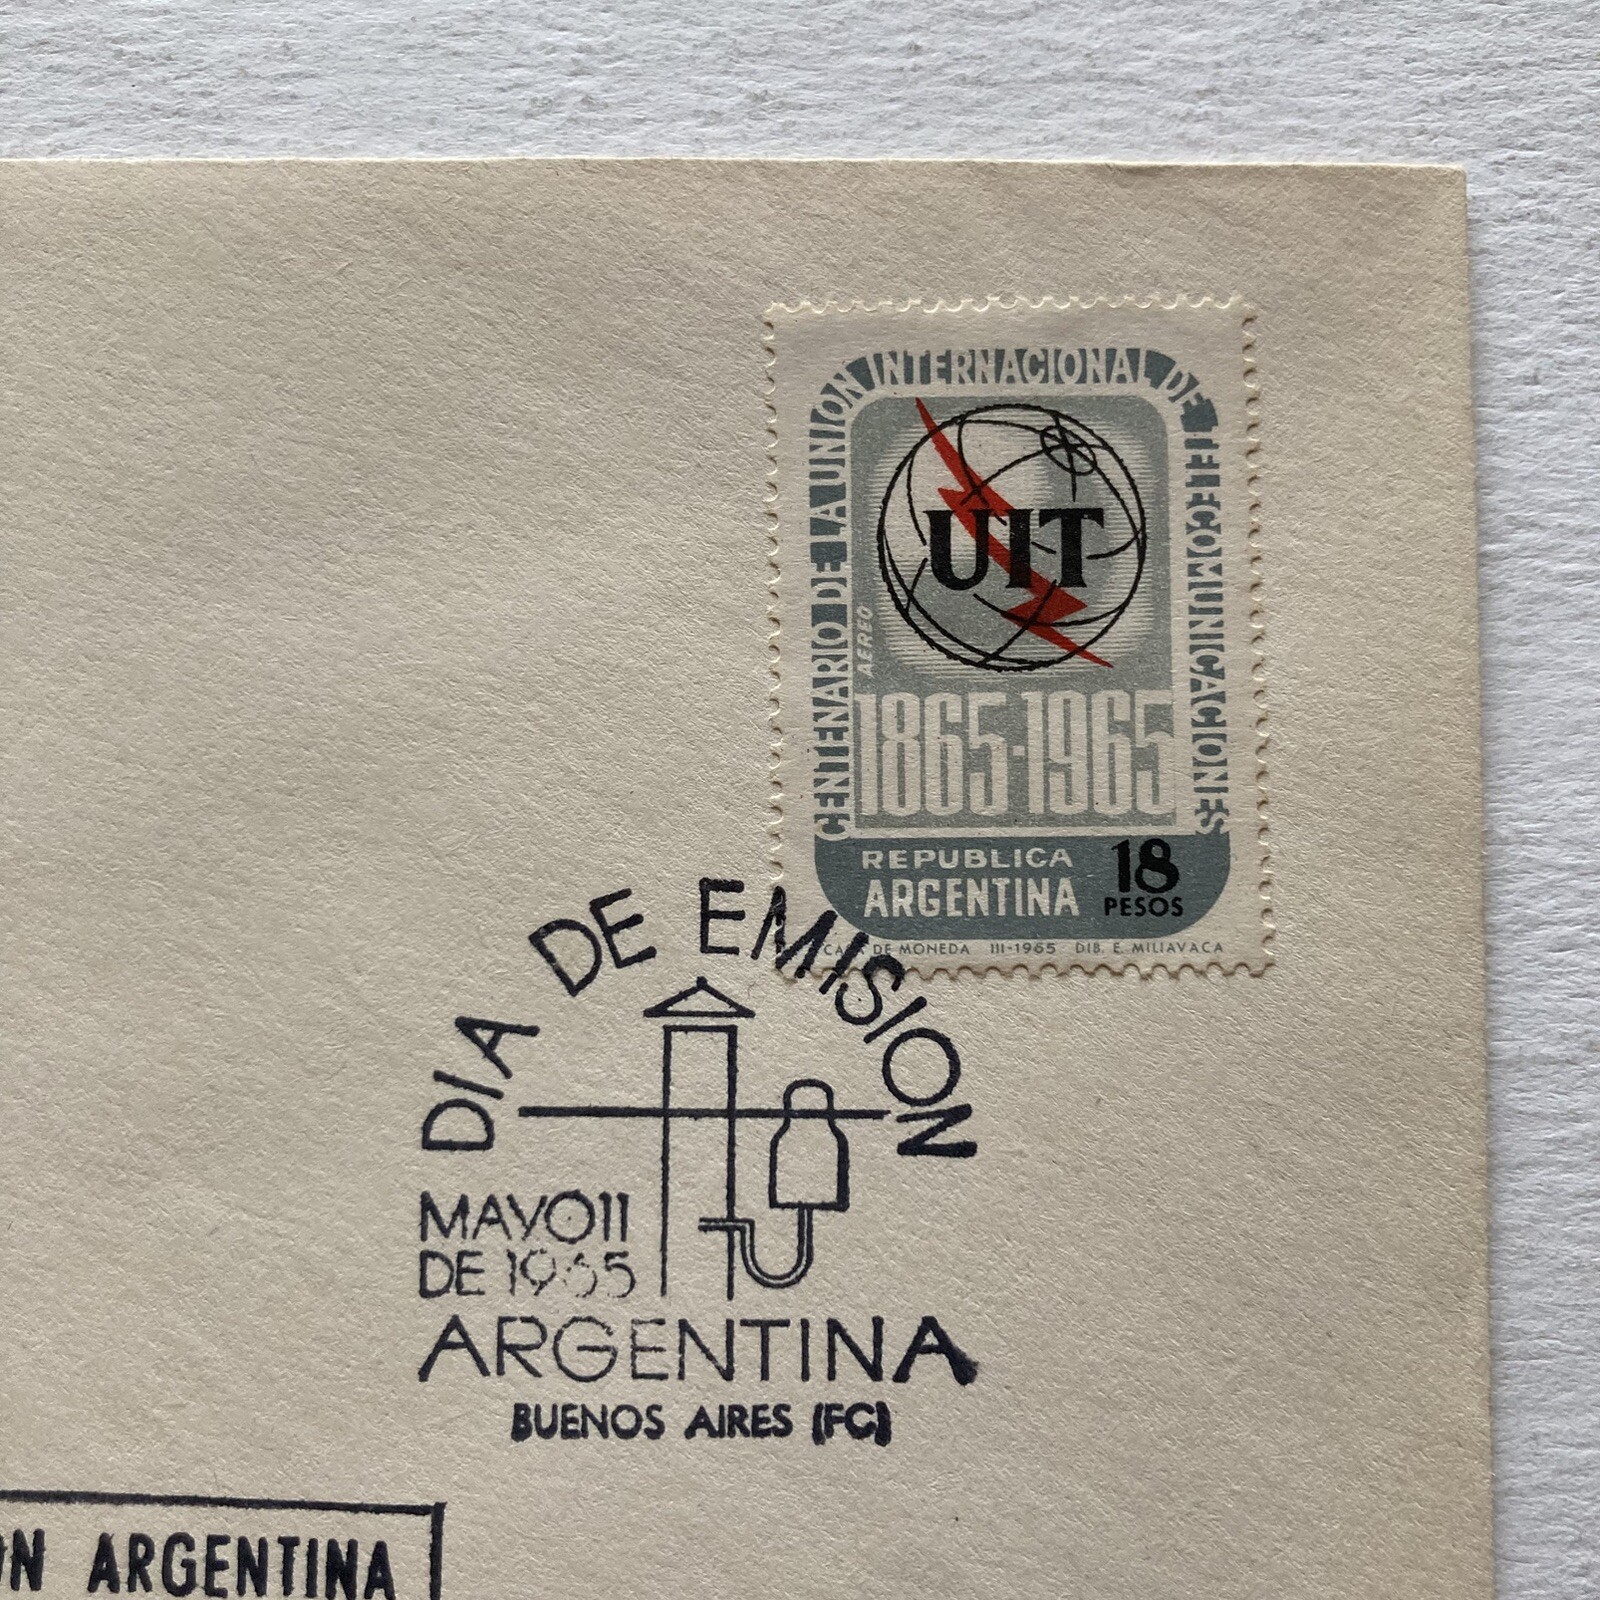 CENTENARIO DE LA UNION INTERNACIONAL DE TELECOMUNICACIONES
UIT
AEREO
1865-1965
REPUBLICA
ARGENTINA
18
PESOS
CASA DE MONEDA III-1965 DIB. E. MILIAVACA
DIA DE EMISION
MAYO 11
DE 1965
ARGENTINA
BUENOS AIRES (FC)
ON ARGENTINA